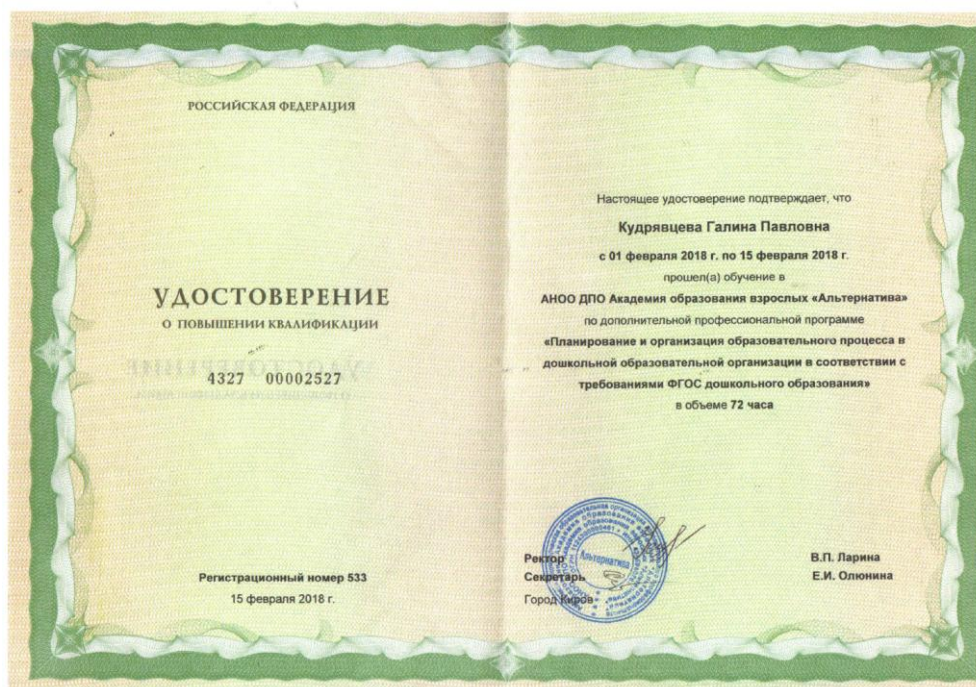 РОССИЙСКАЯ ФЕДЕРАЦИЯ
УДОСТОВЕРЕНИЕ
О ПОВЫШЕНИИ КВАЛИФИКАЦИИ
4327 00002527
Регистрационный номер 533
15 февраля 2018 г.
Настоящее удостоверение подтверждает, что
Кудрявцева Галина Павловна
с 01 февраля 2018 г. по 15 февраля 2018 г.
прошел(а) обучение в
АНОО ДПО Академия образования взрослых «Альтернатива»
по дополнительной профессиональной программе
«Планирование и организация образовательного процесса в
дошкольной образовательной организации в соответствии с
требованиями ФГОС дошкольного образования»
в объеме 72 часа
Альтернатива
Ректор В.П. Ларина
Секретарь Е.И. Олюнина
Город Киров